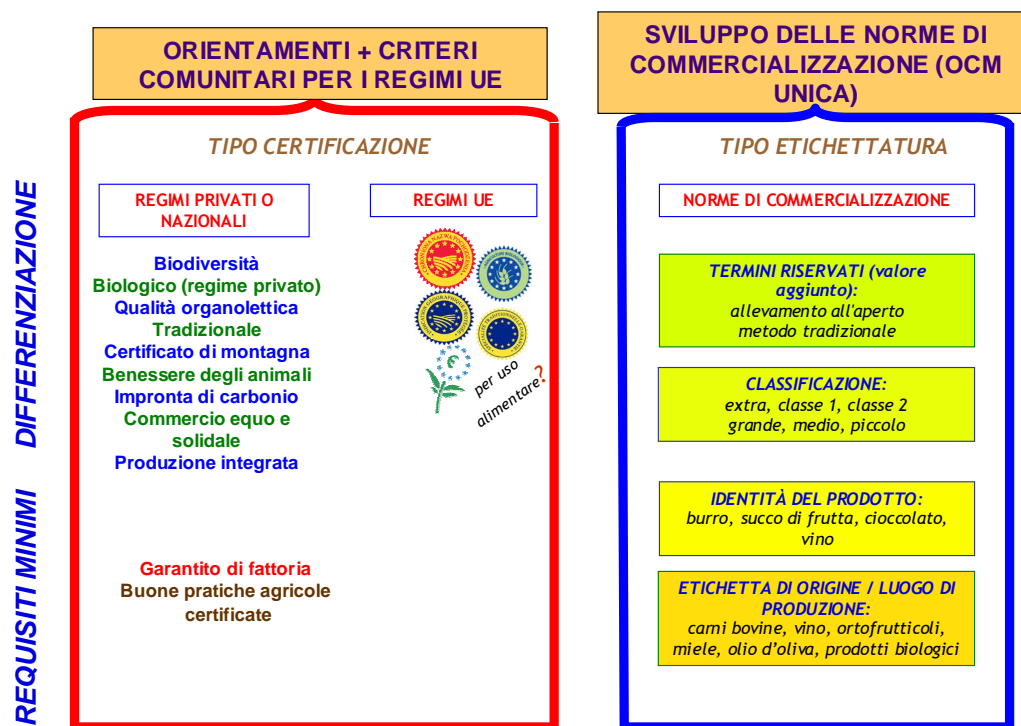 ORIENTAMENTI + CRITERI
COMUNITARI PER I REGIMI UE
SVILUPPO DELLE NORME DI
COMMERCIALIZZAZIONE (OCM
UNICA)
TIPO CERTIFICAZIONE
TIPO ETICHETTATURA
DIFFERENZIAZIONE
REQUISITI MINIMI
REGIMI PRIVATI O
NAZIONALI
REGIMI UE
NORME DI COMMERCIALIZZAZIONE
Biodiversità
Biologico (regime privato)
Qualità organolettica
Tradizionale
Certificato di montagna
Benessere degli animali
Impronta di carbonio
Commercio equo e
solidale
Produzione integrata
Garantito di fattoria
Buone pratiche agricole
certificate
per uso
alimentare?
TERMINI RISERVATI (valore
aggiunto):
allevamento all'aperto
metodo tradizionale
CLASSIFICAZIONE:
extra, classe 1, classe 2
grande, medio, piccolo
IDENTITÀ DEL PRODOTTO:
burro, succo di frutta, cioccolato,
vino
ETICHETTA DI ORIGINE / LUOGO DI
PRODUZIONE:
carni bovine, vino, ortofrutticoli,
miele, olio d’oliva, prodotti biologici